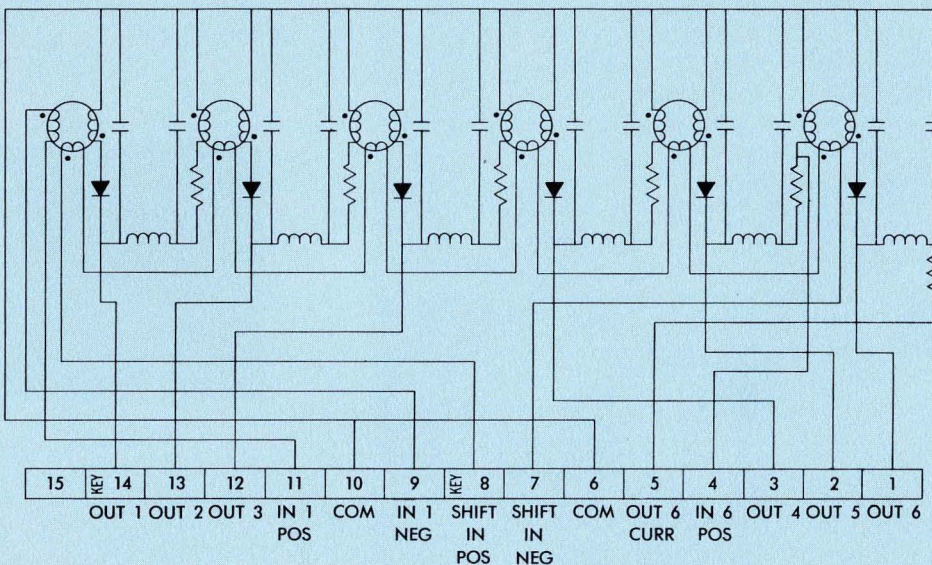 15 KEY 14 13 12 11 10 9 KEY 8 7 6 5 4 3 2 1
OUT 1 OUT 2 OUT 3 IN 1 COM IN 1 SHIFT SHIFT COM OUT 6 IN 6 OUT 4 OUT 5 OUT 6
POS NEG IN IN CURR POS
POS NEG